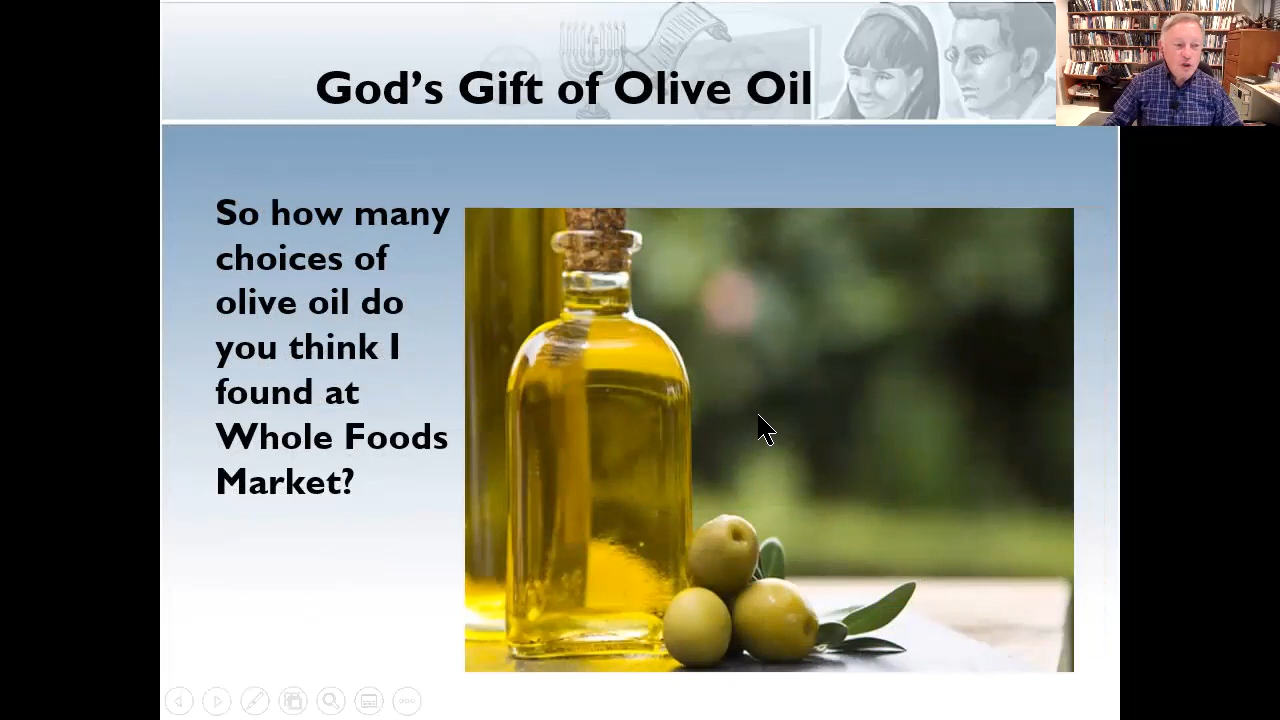 God's Gift of Olive Oil
So how many
choices of
olive oil do
you think I
found at
Whole Foods
Market?